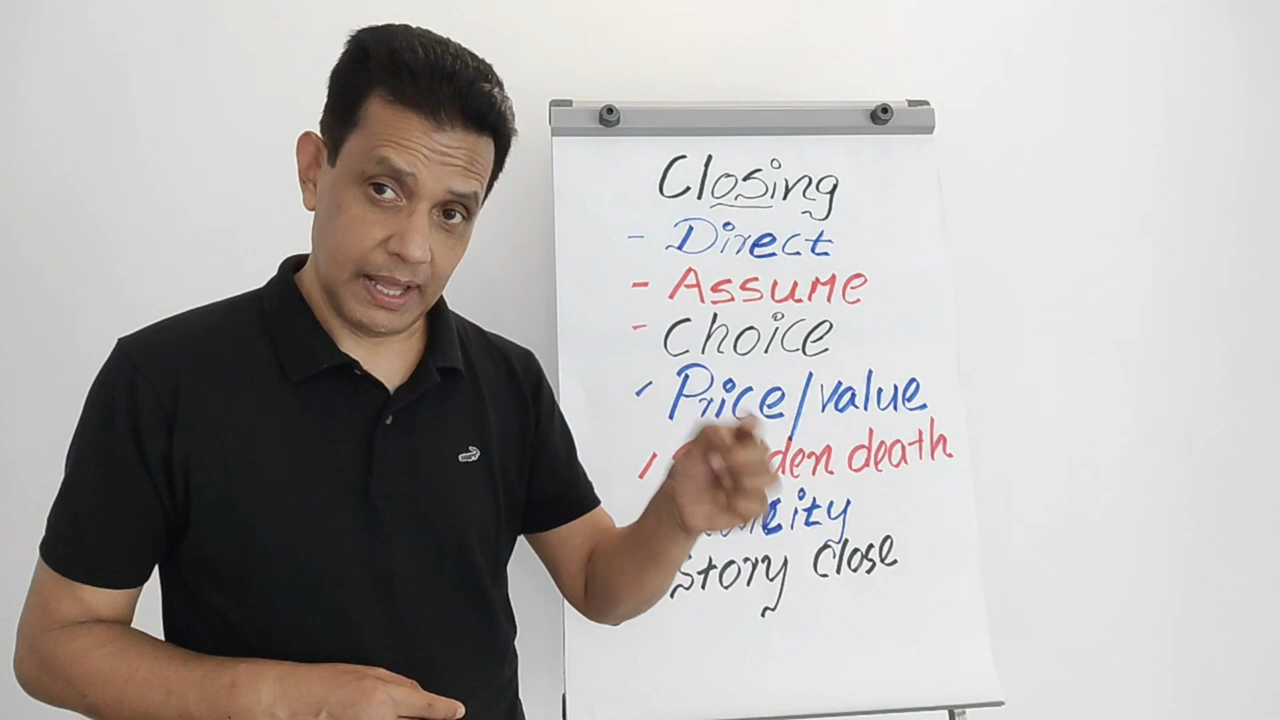 Closing
- Direct
- Assume
- Choice
- Price/value
death
Story Close